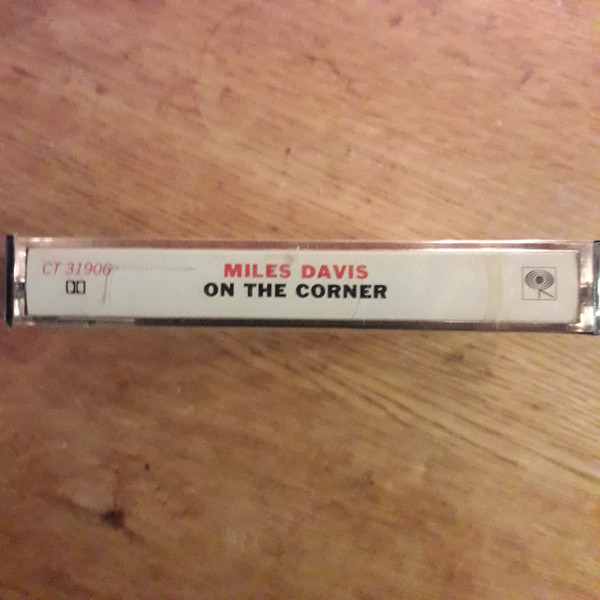 CT 31906
MILES DAVIS
ON THE CORNER